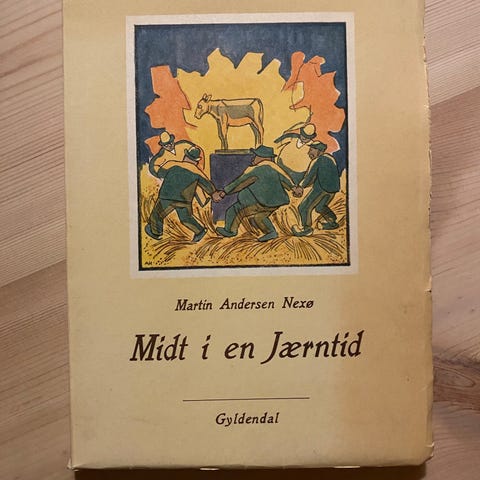 Martin Andersen Nexø
Midt i en Jærntid
Gyldendal